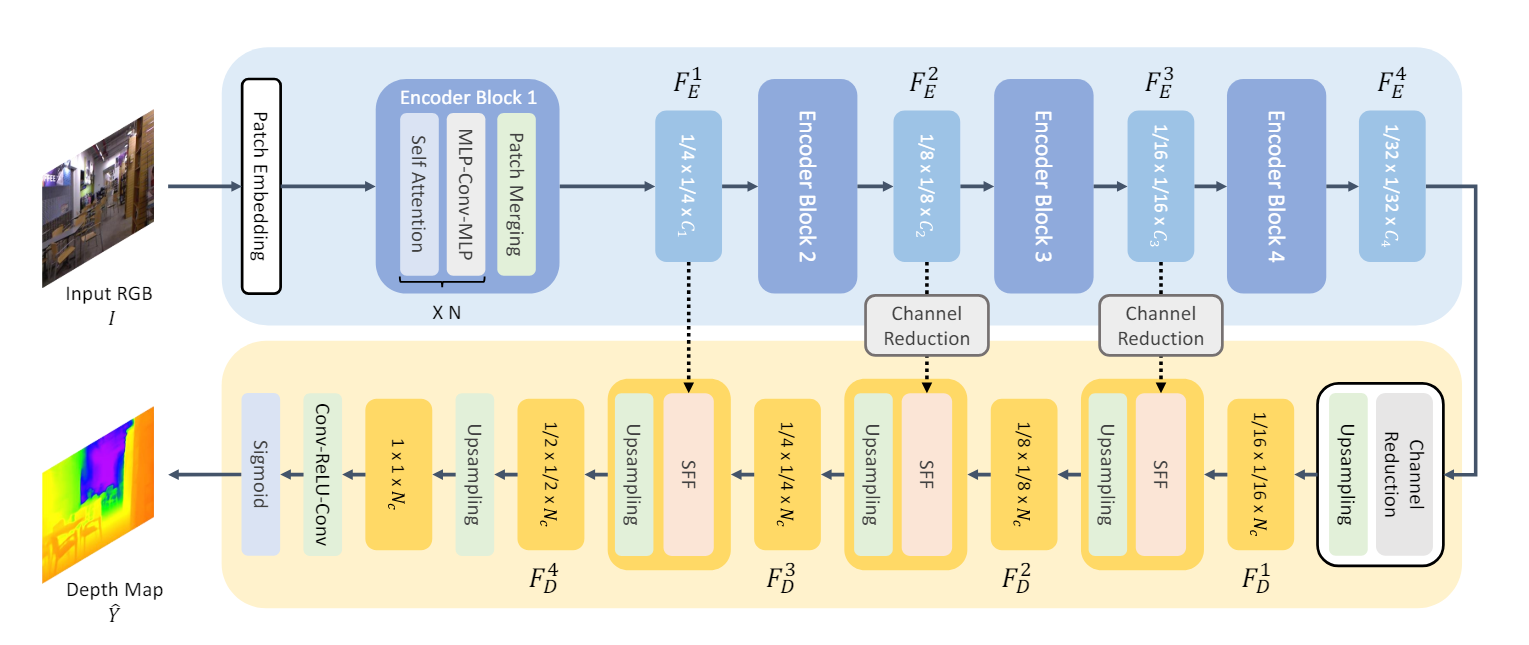 Input RGB
I
Patch Embedding
Encoder Block 1
Self Attention
MLP-Conv-MLP
Patch Merging
X N
F_E^1
1/4 x 1/4 x C_1
Encoder Block 2
F_E^2
1/8 x 1/8 x C_2
Encoder Block 3
F_E^3
1/16 x 1/16 x C_3
Encoder Block 4
F_E^4
1/32 x 1/32 x C_4
Channel
Reduction
Channel
Reduction
Depth Map
Ŷ
Sigmoid
Conv-ReLU-Conv
1 x 1 x N_c
Upsampling
1/2 x 1/2 x N_c
F_D^4
Upsampling
SFF
1/4 x 1/4 x N_c
F_D^3
Upsampling
SFF
1/8 x 1/8 x N_c
F_D^2
Upsampling
SFF
1/16 x 1/16 x N_c
F_D^1
Upsampling
Channel
Reduction